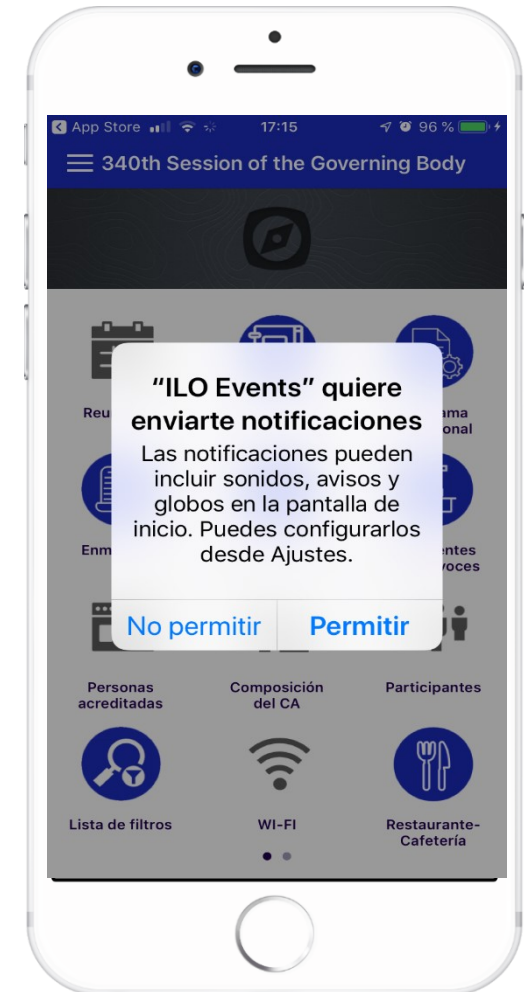 App Store 17:15 96 %
340th Session of the Governing Body
"ILO Events" quiere
enviarte notificaciones
Las notificaciones pueden
incluir sonidos, avisos y
globos en la pantalla de
inicio. Puedes configurarlos
desde Ajustes.
No permitir Permitir
Personas
acreditadas
Composición
del CA
Participantes
Lista de filtros
WI-FI
Restaurante-
Cafetería